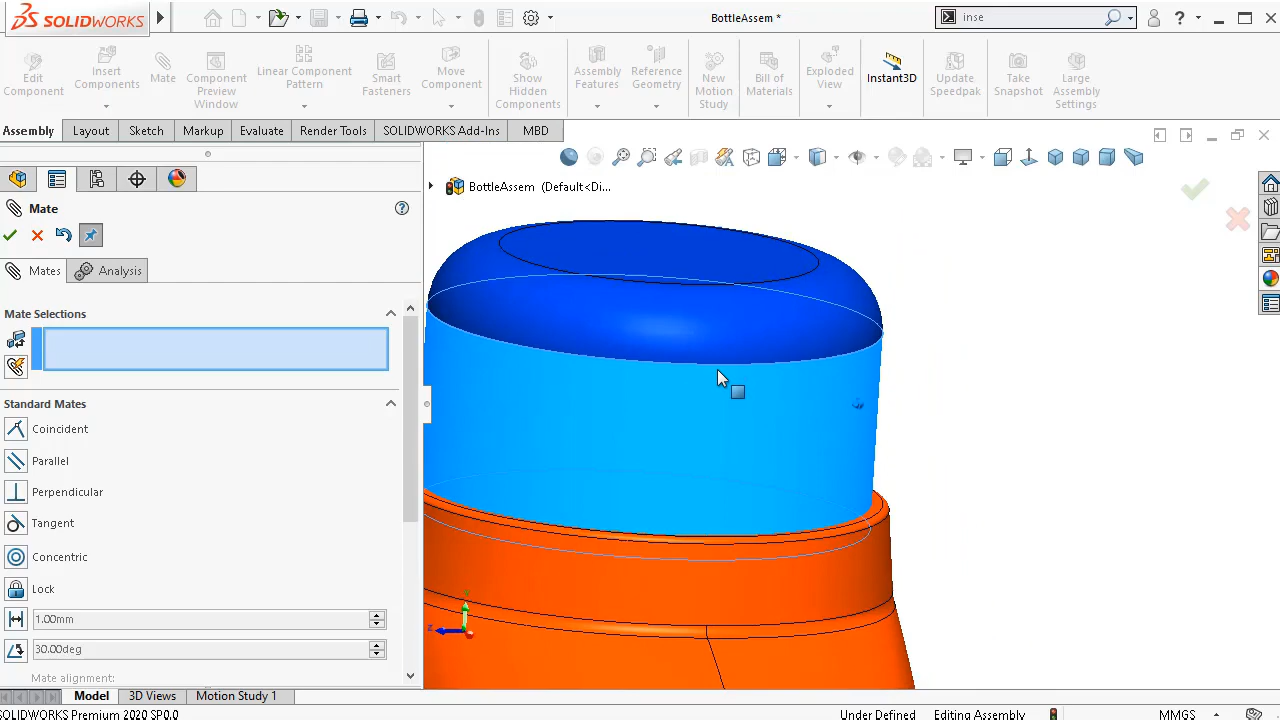 SOLIDWORKS
BottleAssem *
inse
Edit Component
Insert Components
Mate
Component Preview Window
Linear Component Pattern
Smart Fasteners
Move Component
Show Hidden Components
Assembly Features
Reference Geometry
New Motion Study
Bill of Materials
Exploded View
Instant3D
Update Speedpak
Take Snapshot
Large Assembly Settings
Assembly
Layout
Sketch
Markup
Evaluate
Render Tools
SOLIDWORKS Add-Ins
MBD
BottleAssem (Default<Di...
Mate
Mates
Analysis
Mate Selections
Standard Mates
Coincident
Parallel
Perpendicular
Tangent
Concentric
Lock
1.00mm
30.00deg
Mate alignment:
Y
Z
Model
3D Views
Motion Study 1
SOLIDWORKS Premium 2020 SP0.0
Under Defined
Editing Assembly
MMGS